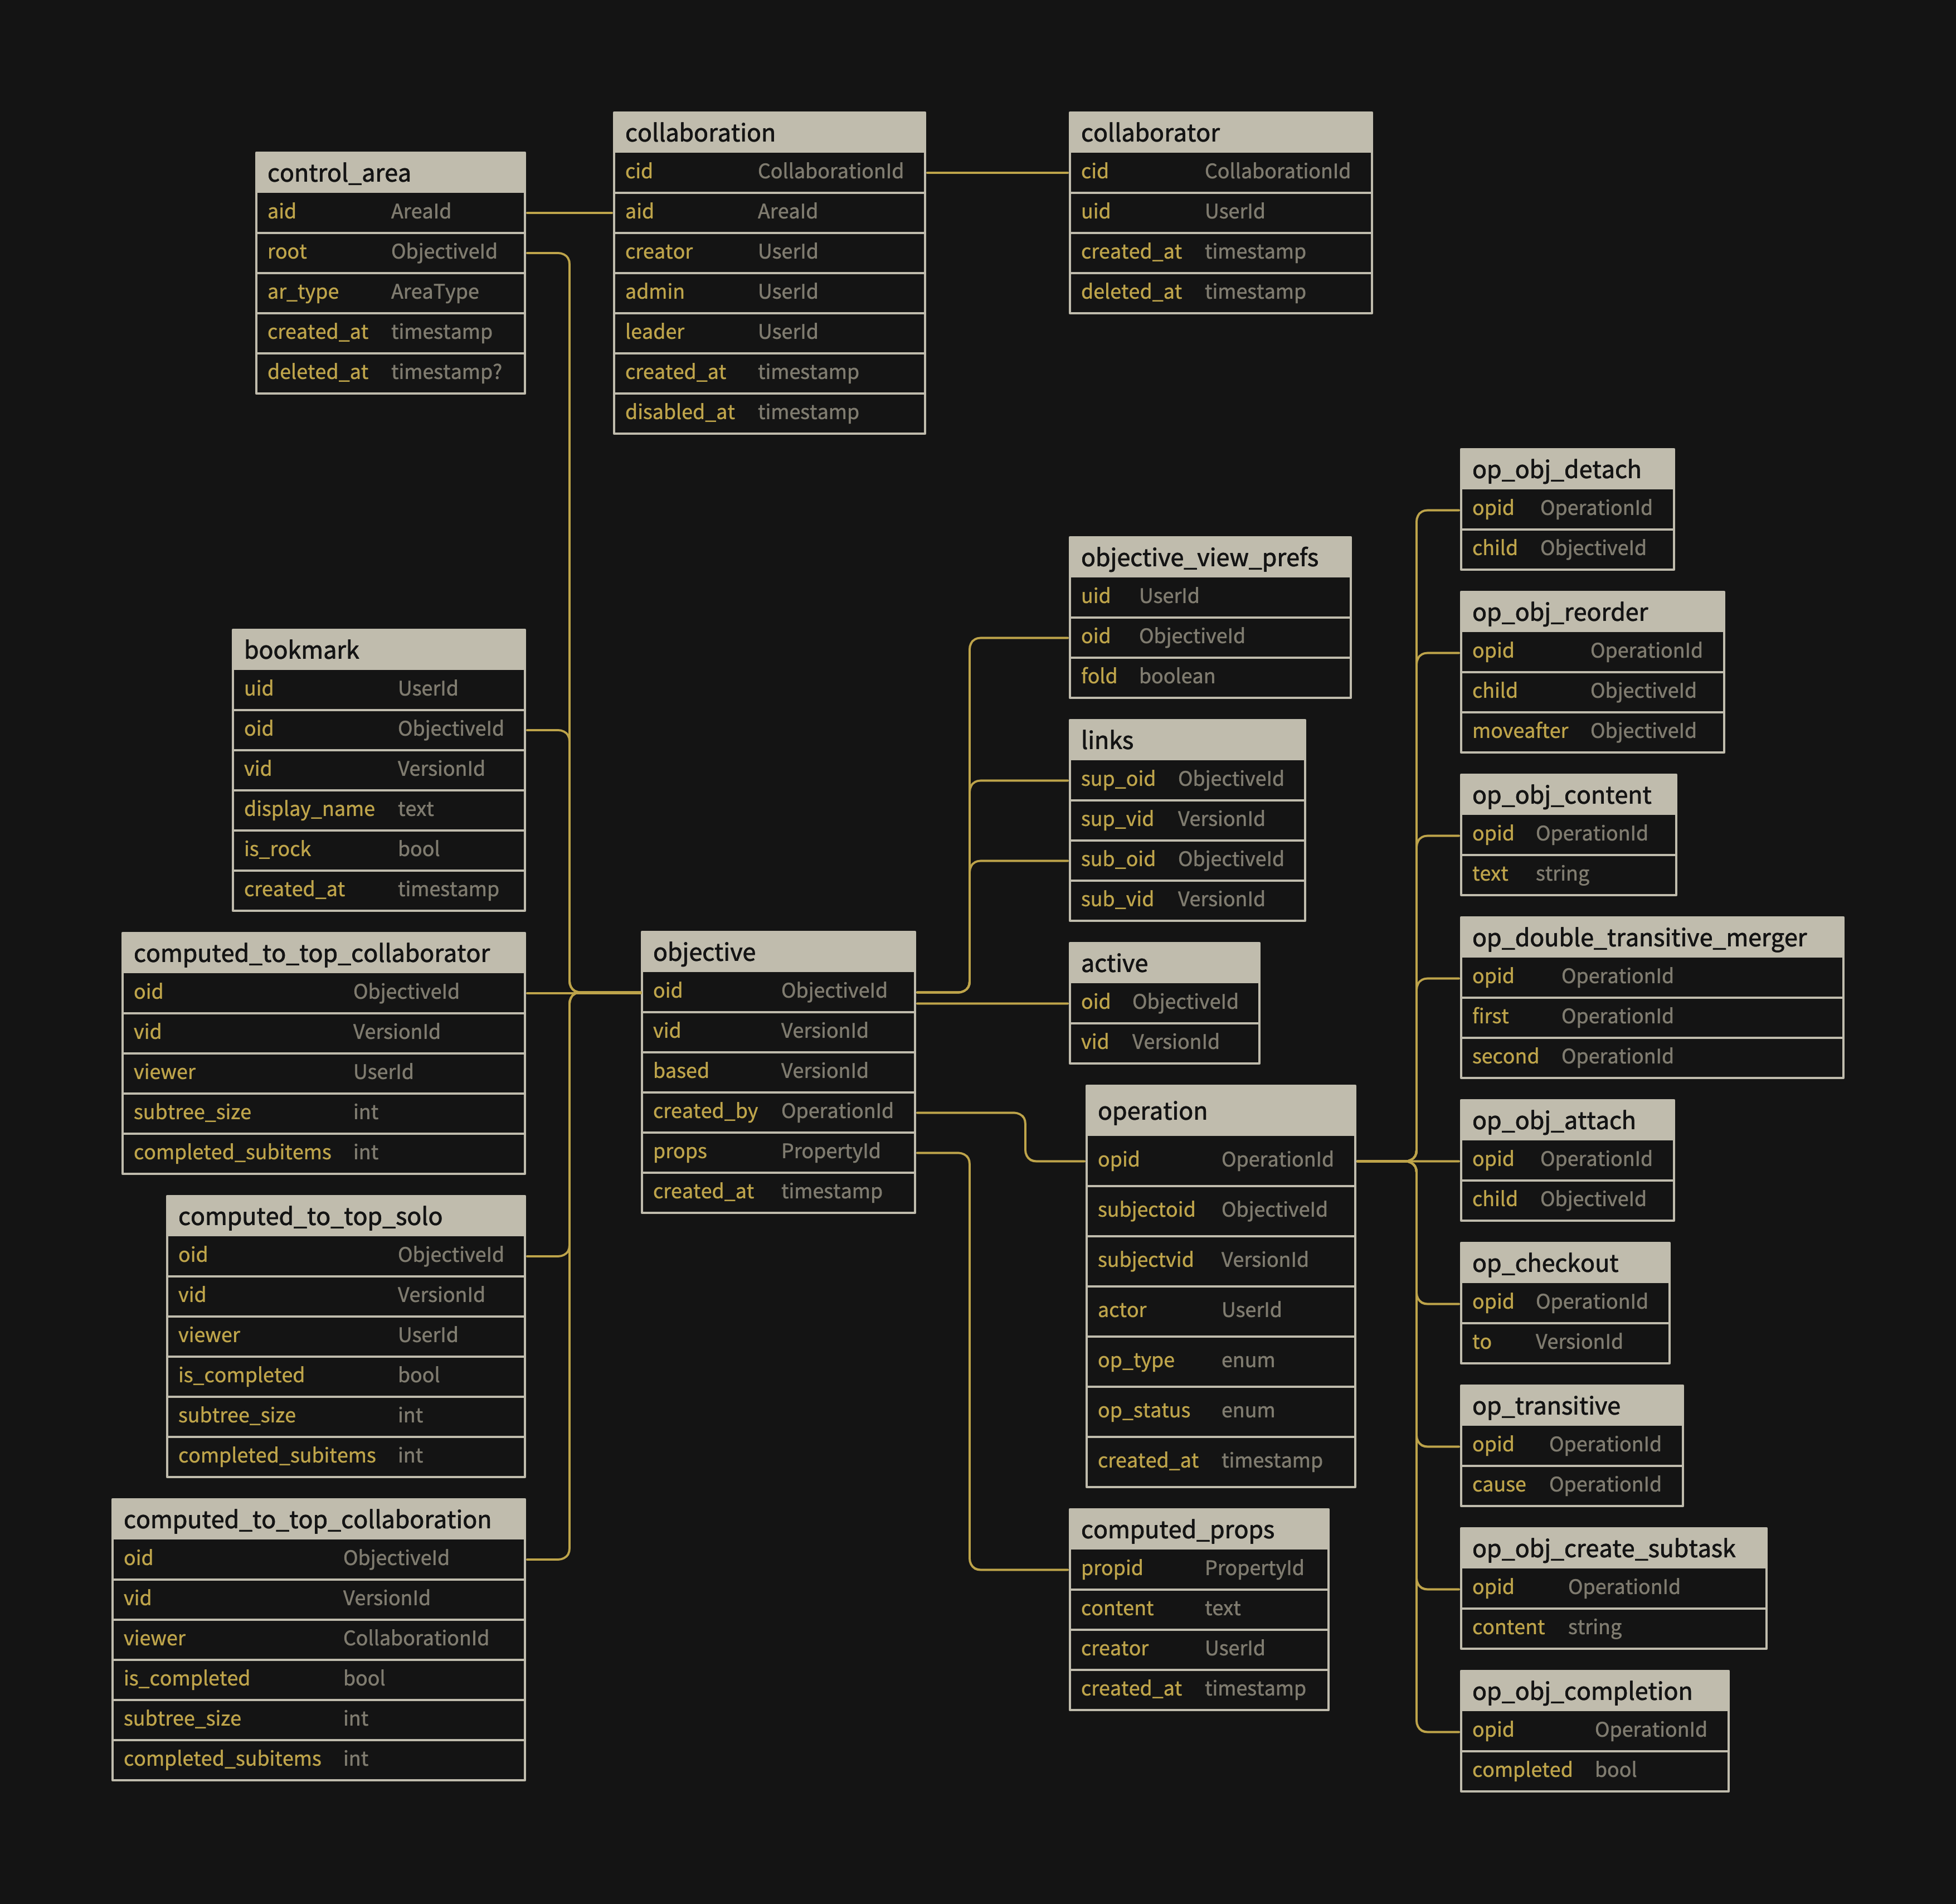 control_area
aid AreaId
root ObjectiveId
ar_type AreaType
created_at timestamp
deleted_at timestamp?
collaboration
cid CollaborationId
aid AreaId
creator UserId
admin UserId
leader UserId
created_at timestamp
disabled_at timestamp
collaborator
cid CollaborationId
uid UserId
created_at timestamp
deleted_at timestamp
bookmark
uid UserId
oid ObjectiveId
vid VersionId
display_name text
is_rock bool
created_at timestamp
computed_to_top_collaborator
oid ObjectiveId
vid VersionId
viewer UserId
subtree_size int
completed_subitems int
computed_to_top_solo
oid ObjectiveId
vid VersionId
viewer UserId
is_completed bool
subtree_size int
completed_subitems int
computed_to_top_collaboration
oid ObjectiveId
vid VersionId
viewer CollaborationId
is_completed bool
subtree_size int
completed_subitems int
objective
oid ObjectiveId
vid VersionId
based VersionId
created_by OperationId
props PropertyId
created_at timestamp
objective_view_prefs
uid UserId
oid ObjectiveId
fold boolean
links
sup_oid ObjectiveId
sup_vid VersionId
sub_oid ObjectiveId
sub_vid VersionId
active
oid ObjectiveId
vid VersionId
operation
opid OperationId
subjectoid ObjectiveId
subjectvid VersionId
actor UserId
op_type enum
op_status enum
created_at timestamp
computed_props
propid PropertyId
content text
creator UserId
created_at timestamp
op_obj_detach
opid OperationId
child ObjectiveId
op_obj_reorder
opid OperationId
child ObjectiveId
moveafter ObjectiveId
op_obj_content
opid OperationId
text string
op_double_transitive_merger
opid OperationId
first OperationId
second OperationId
op_obj_attach
opid OperationId
child ObjectiveId
op_checkout
opid OperationId
to VersionId
op_transitive
opid OperationId
cause OperationId
op_obj_create_subtask
opid OperationId
content string
op_obj_completion
opid OperationId
completed bool